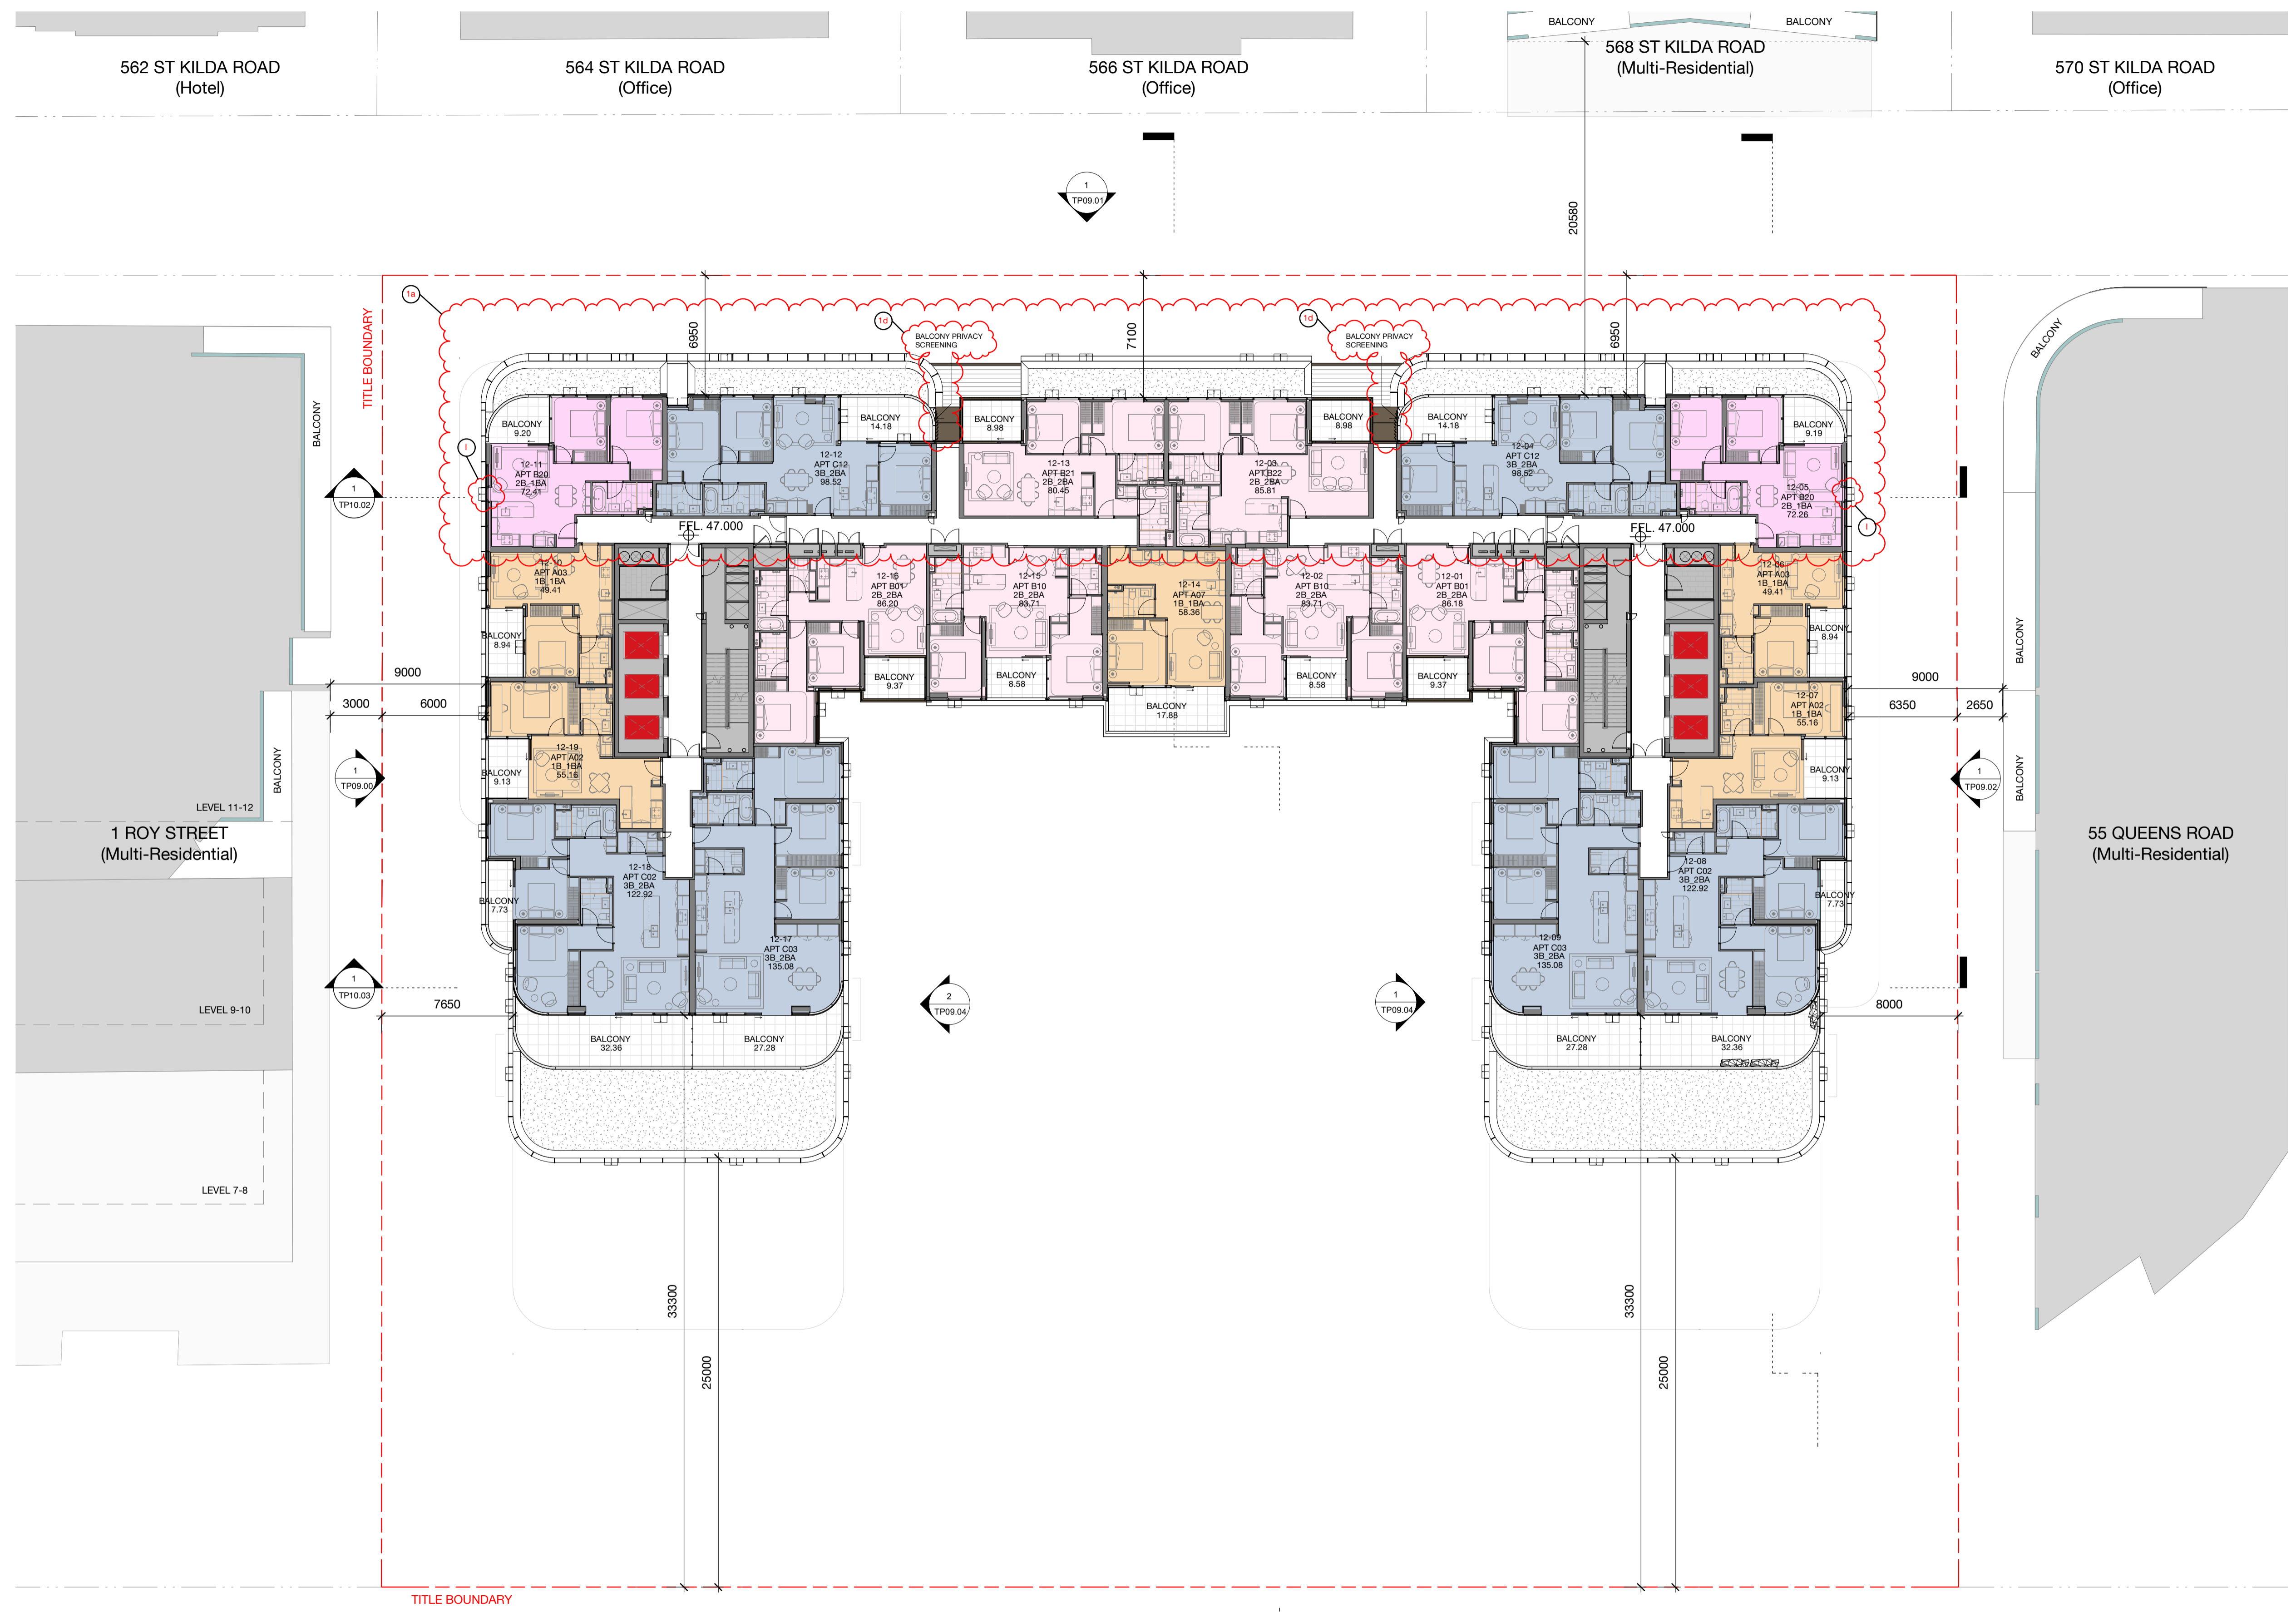 BALCONY
BALCONY
562 ST KILDA ROAD
(Hotel)
564 ST KILDA ROAD
(Office)
566 ST KILDA ROAD
(Office)
568 ST KILDA ROAD
(Multi-Residential)
570 ST KILDA ROAD
(Office)
1
TP09.01
20580
TITLE BOUNDARY
1a
6950
1d
BALCONY PRIVACY
SCREENING
7100
1d
BALCONY PRIVACY
SCREENING
6950
BALCONY
BALCONY
BALCONY
9.20
BALCONY
14.18
BALCONY
8.98
BALCONY
8.98
BALCONY
14.18
BALCONY
9.19
I
1
TP10.02
12-11
APT B20
2B_1BA
72.41
12-12
APT C12
3B_2BA
98.52
12-13
APT B21
2B_2BA
80.45
12-03
APT B22
2B_2BA
85.81
12-04
APT C12
3B_2BA
98.52
12-05
APT B20
2B_1BA
72.26
I
FFL. 47.000
FFL. 47.000
12-10
APT A03
1B_1BA
49.41
12-16
APT B01
2B_2BA
86.20
12-15
APT B10
2B_2BA
83.71
12-14
APT A07
1B_1BA
58.36
12-02
APT B10
2B_2BA
83.71
12-01
APT B01
2B_2BA
86.18
12-06
APT A03
1B_1BA
49.41
BALCONY
8.94
BALCONY
8.94
BALCONY
BALCONY
9.37
BALCONY
8.58
BALCONY
17.88
BALCONY
8.58
BALCONY
9.37
9000
3000
6000
9000
6350
2650
12-07
APT A02
1B_1BA
55.16
12-19
APT A02
1B_1BA
55.16
BALCONY
9.13
BALCONY
9.13
BALCONY
BALCONY
1
TP09.00
1
TP09.02
LEVEL 11-12
1 ROY STREET
(Multi-Residential)
55 QUEENS ROAD
(Multi-Residential)
12-18
APT C02
3B_2BA
122.92
12-08
APT C02
3B_2BA
122.92
BALCONY
7.73
BALCONY
7.73
12-17
APT C03
3B_2BA
135.08
12-09
APT C03
3B_2BA
135.08
1
TP10.03
2
TP09.04
1
TP09.04
7650
8000
LEVEL 9-10
BALCONY
32.36
BALCONY
27.28
BALCONY
27.28
BALCONY
32.36
LEVEL 7-8
33300
25000
33300
25000
TITLE BOUNDARY